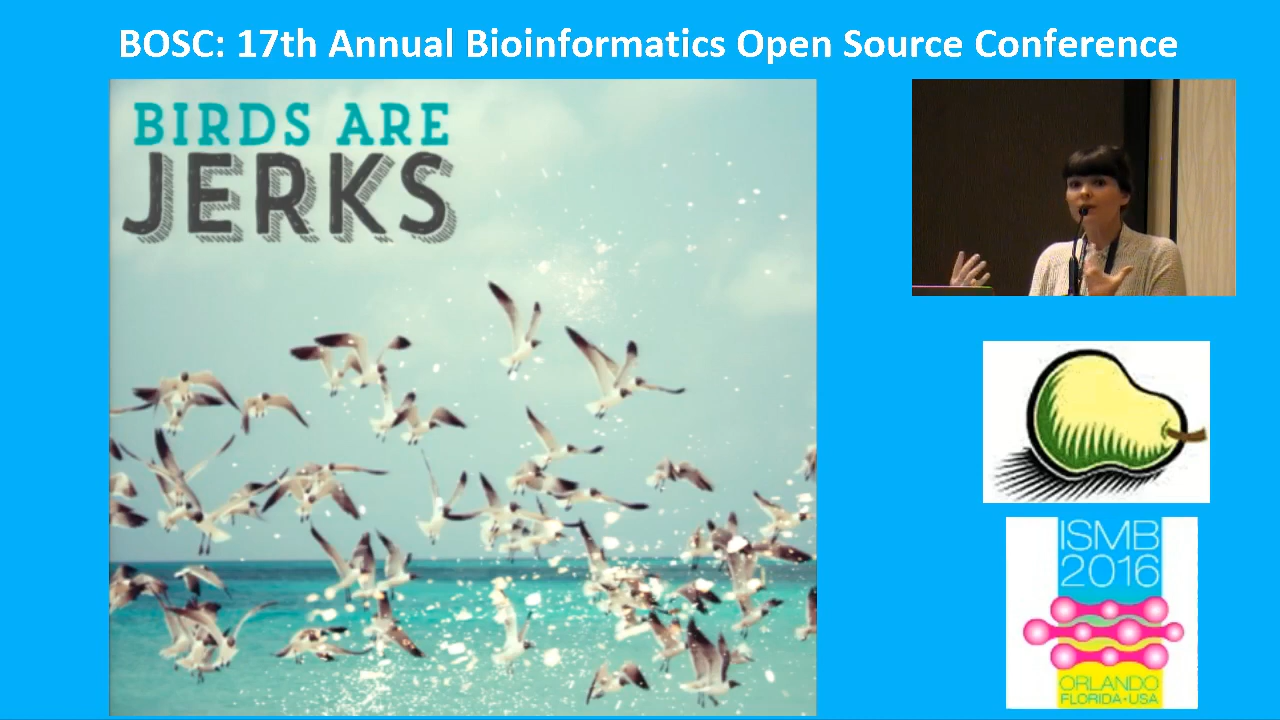 BOSC: 17th Annual Bioinformatics Open Source Conference
BIRDS ARE
JERKS
ISMB
2016
ORLANDO
FLORIDA•USA